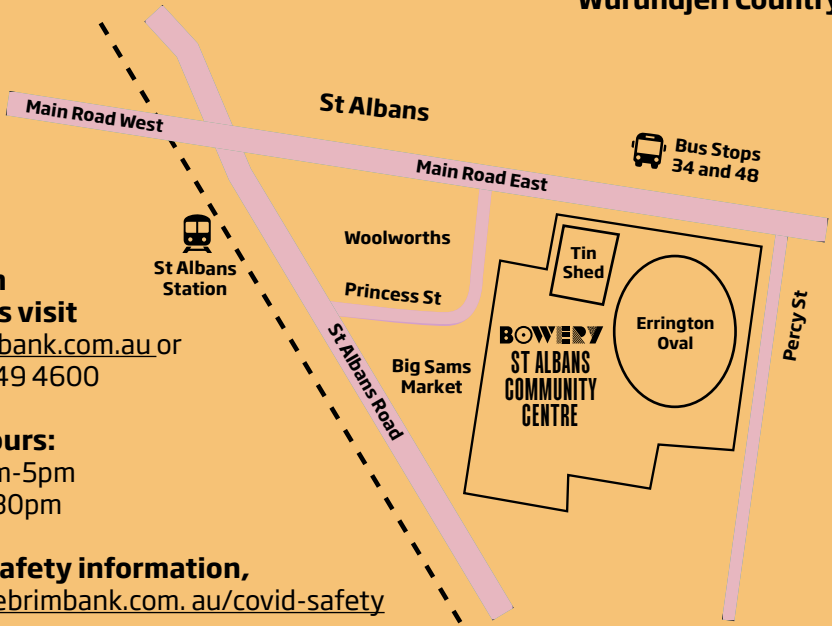 Wurundjeri Country
St Albans
Main Road West
Main Road East
Bus Stops
34 and 48
St Albans
Station
Woolworths
Princess St
St Albans Road
Big Sams
Market
Tin
Shed
Errington
Oval
BOWERY
ST ALBANS
COMMUNITY
CENTRE
Percy St
visit
bank.com.au or
49 4600
-5pm
30pm
information,
ebrimbank.com. au/covid-safety